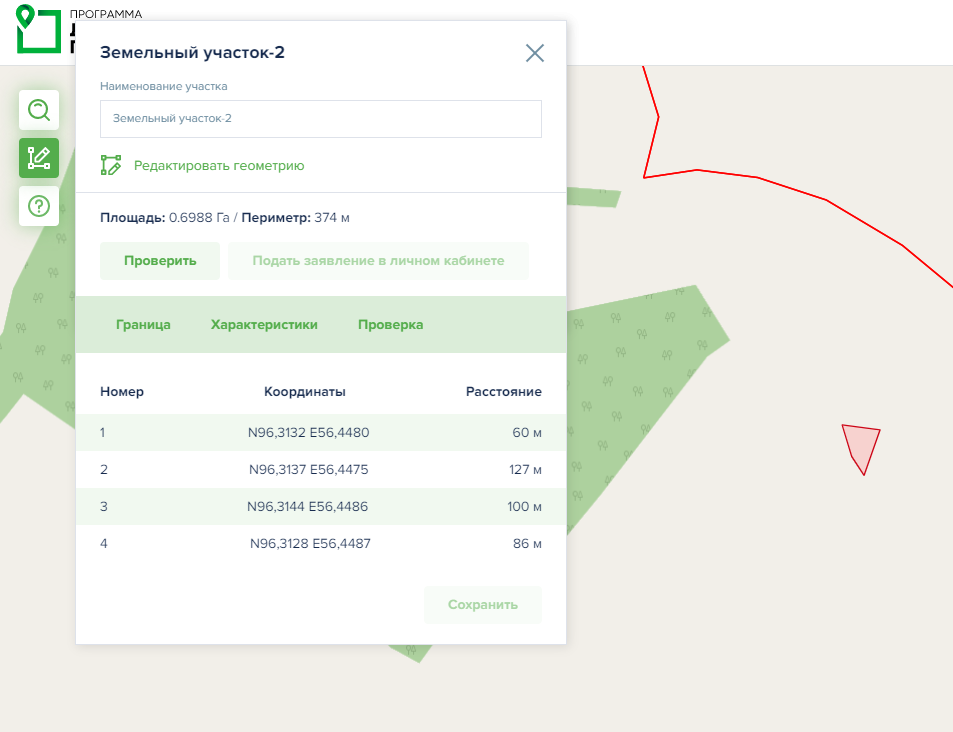 ПРОГРАММА
Земельный участок-2
Наименование участка
Земельный участок-2
Редактировать геометрию
Площадь: 0.6988 Га / Периметр: 374 м
Проверить Подать заявление в личном кабинете
Граница Характеристики Проверка
Номер Координаты Расстояние
1 N96,3132 E56,4480 60 м
2 N96,3137 E56,4475 127 м
3 N96,3144 E56,4486 100 м
4 N96,3128 E56,4487 86 м
Сохранить